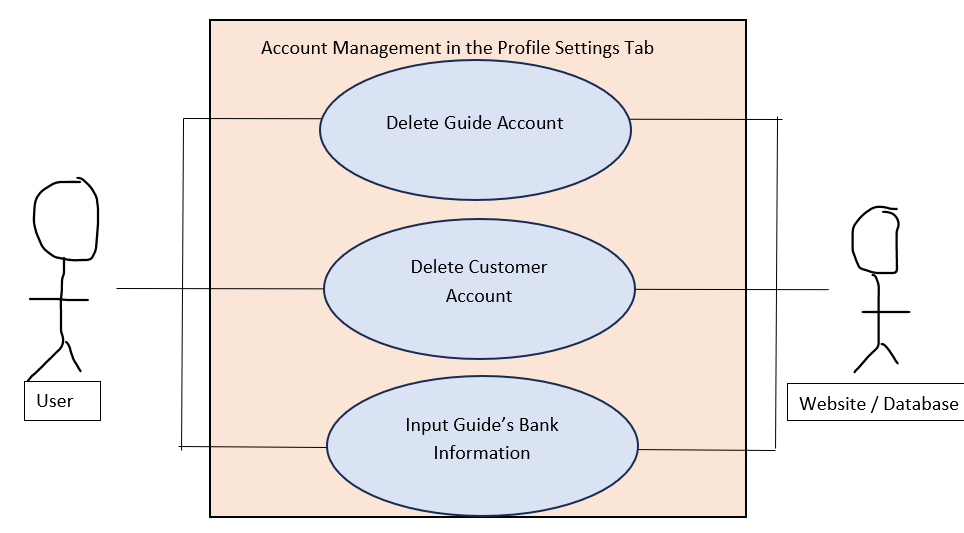 Account Management in the Profile Settings Tab
Delete Guide Account
Delete Customer
Account
Input Guide’s Bank
Information
User
Website / Database